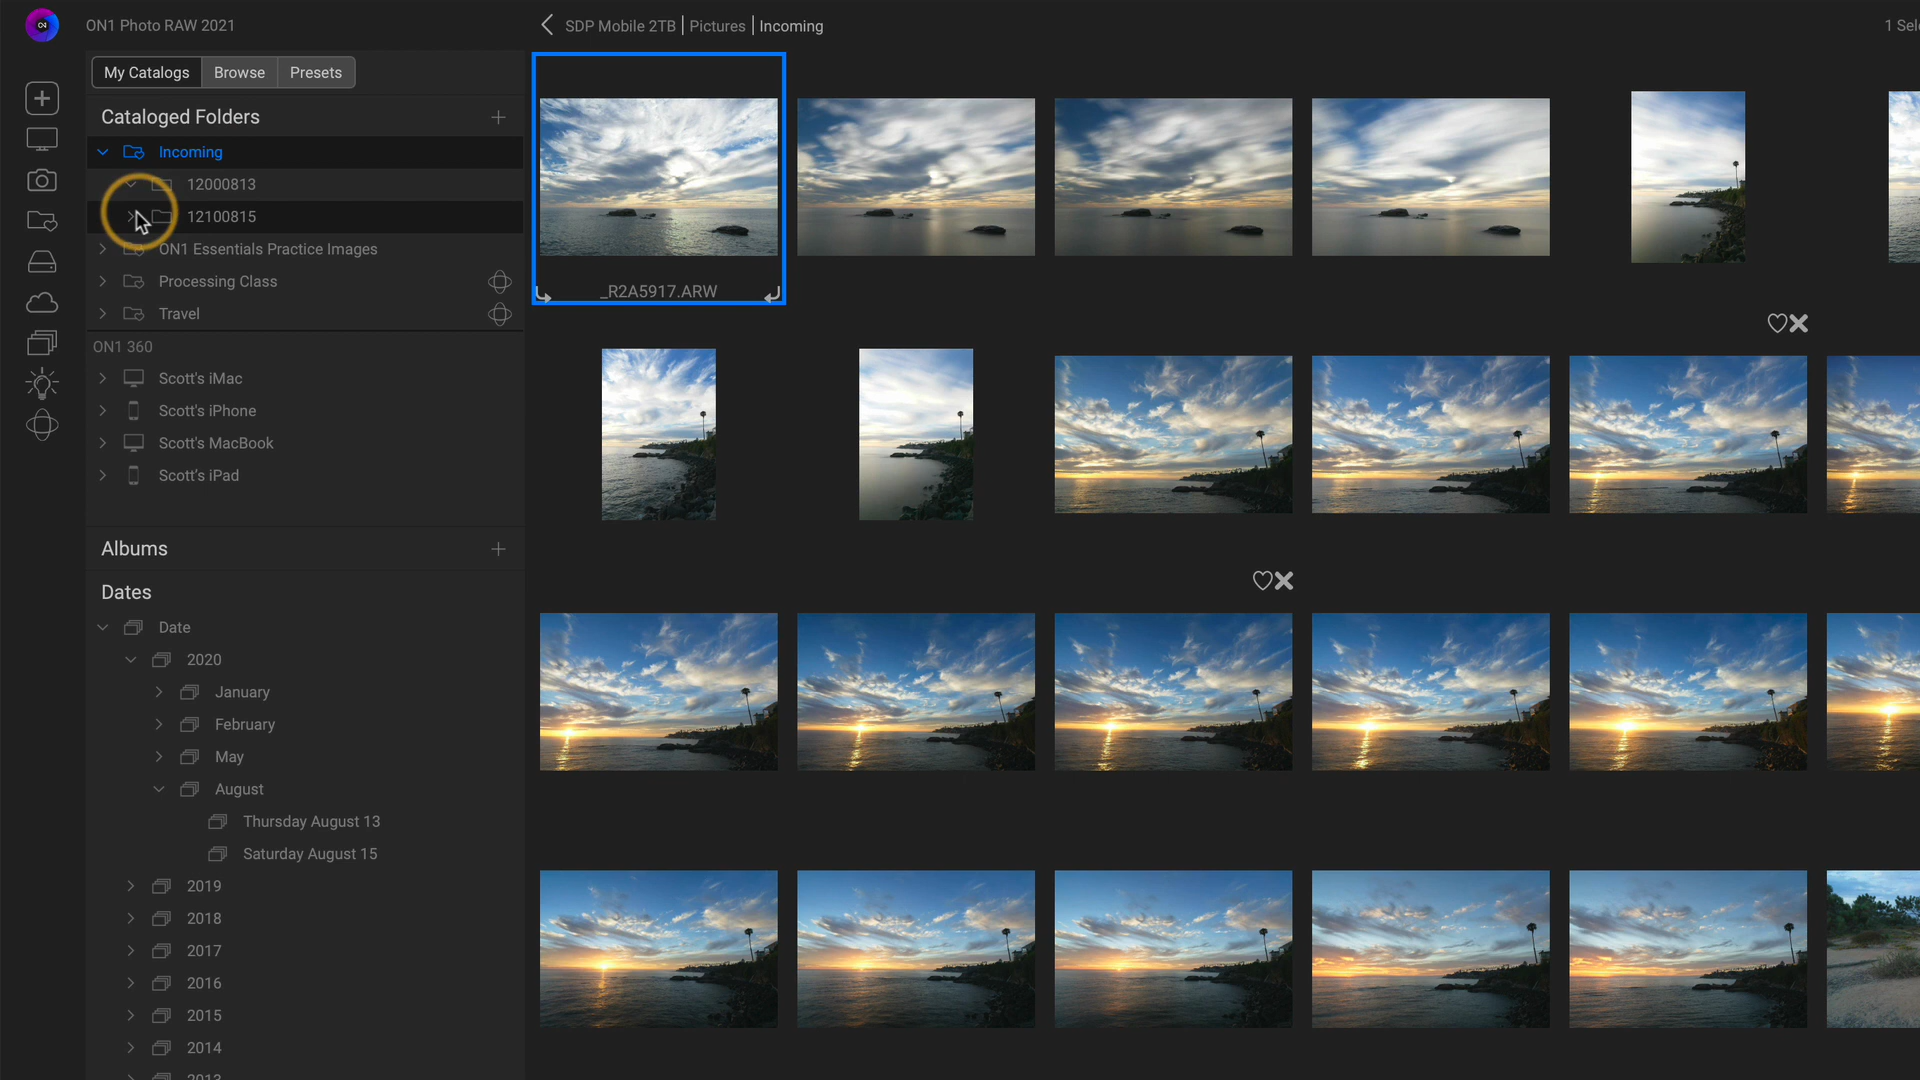 ON1 Photo RAW 2021
SDP Mobile 2TB | Pictures | Incoming
My Catalogs
Browse
Presets
Cataloged Folders
Incoming
12000813
12100815
ON1 Essentials Practice Images
Processing Class
Travel
ON1 360
Scott's iMac
Scott's iPhone
Scott's MacBook
Scott's iPad
Albums
Dates
Date
2020
January
February
May
August
Thursday August 13
Saturday August 15
2019
2018
2017
2016
2015
2014
_R2A5917.ARW